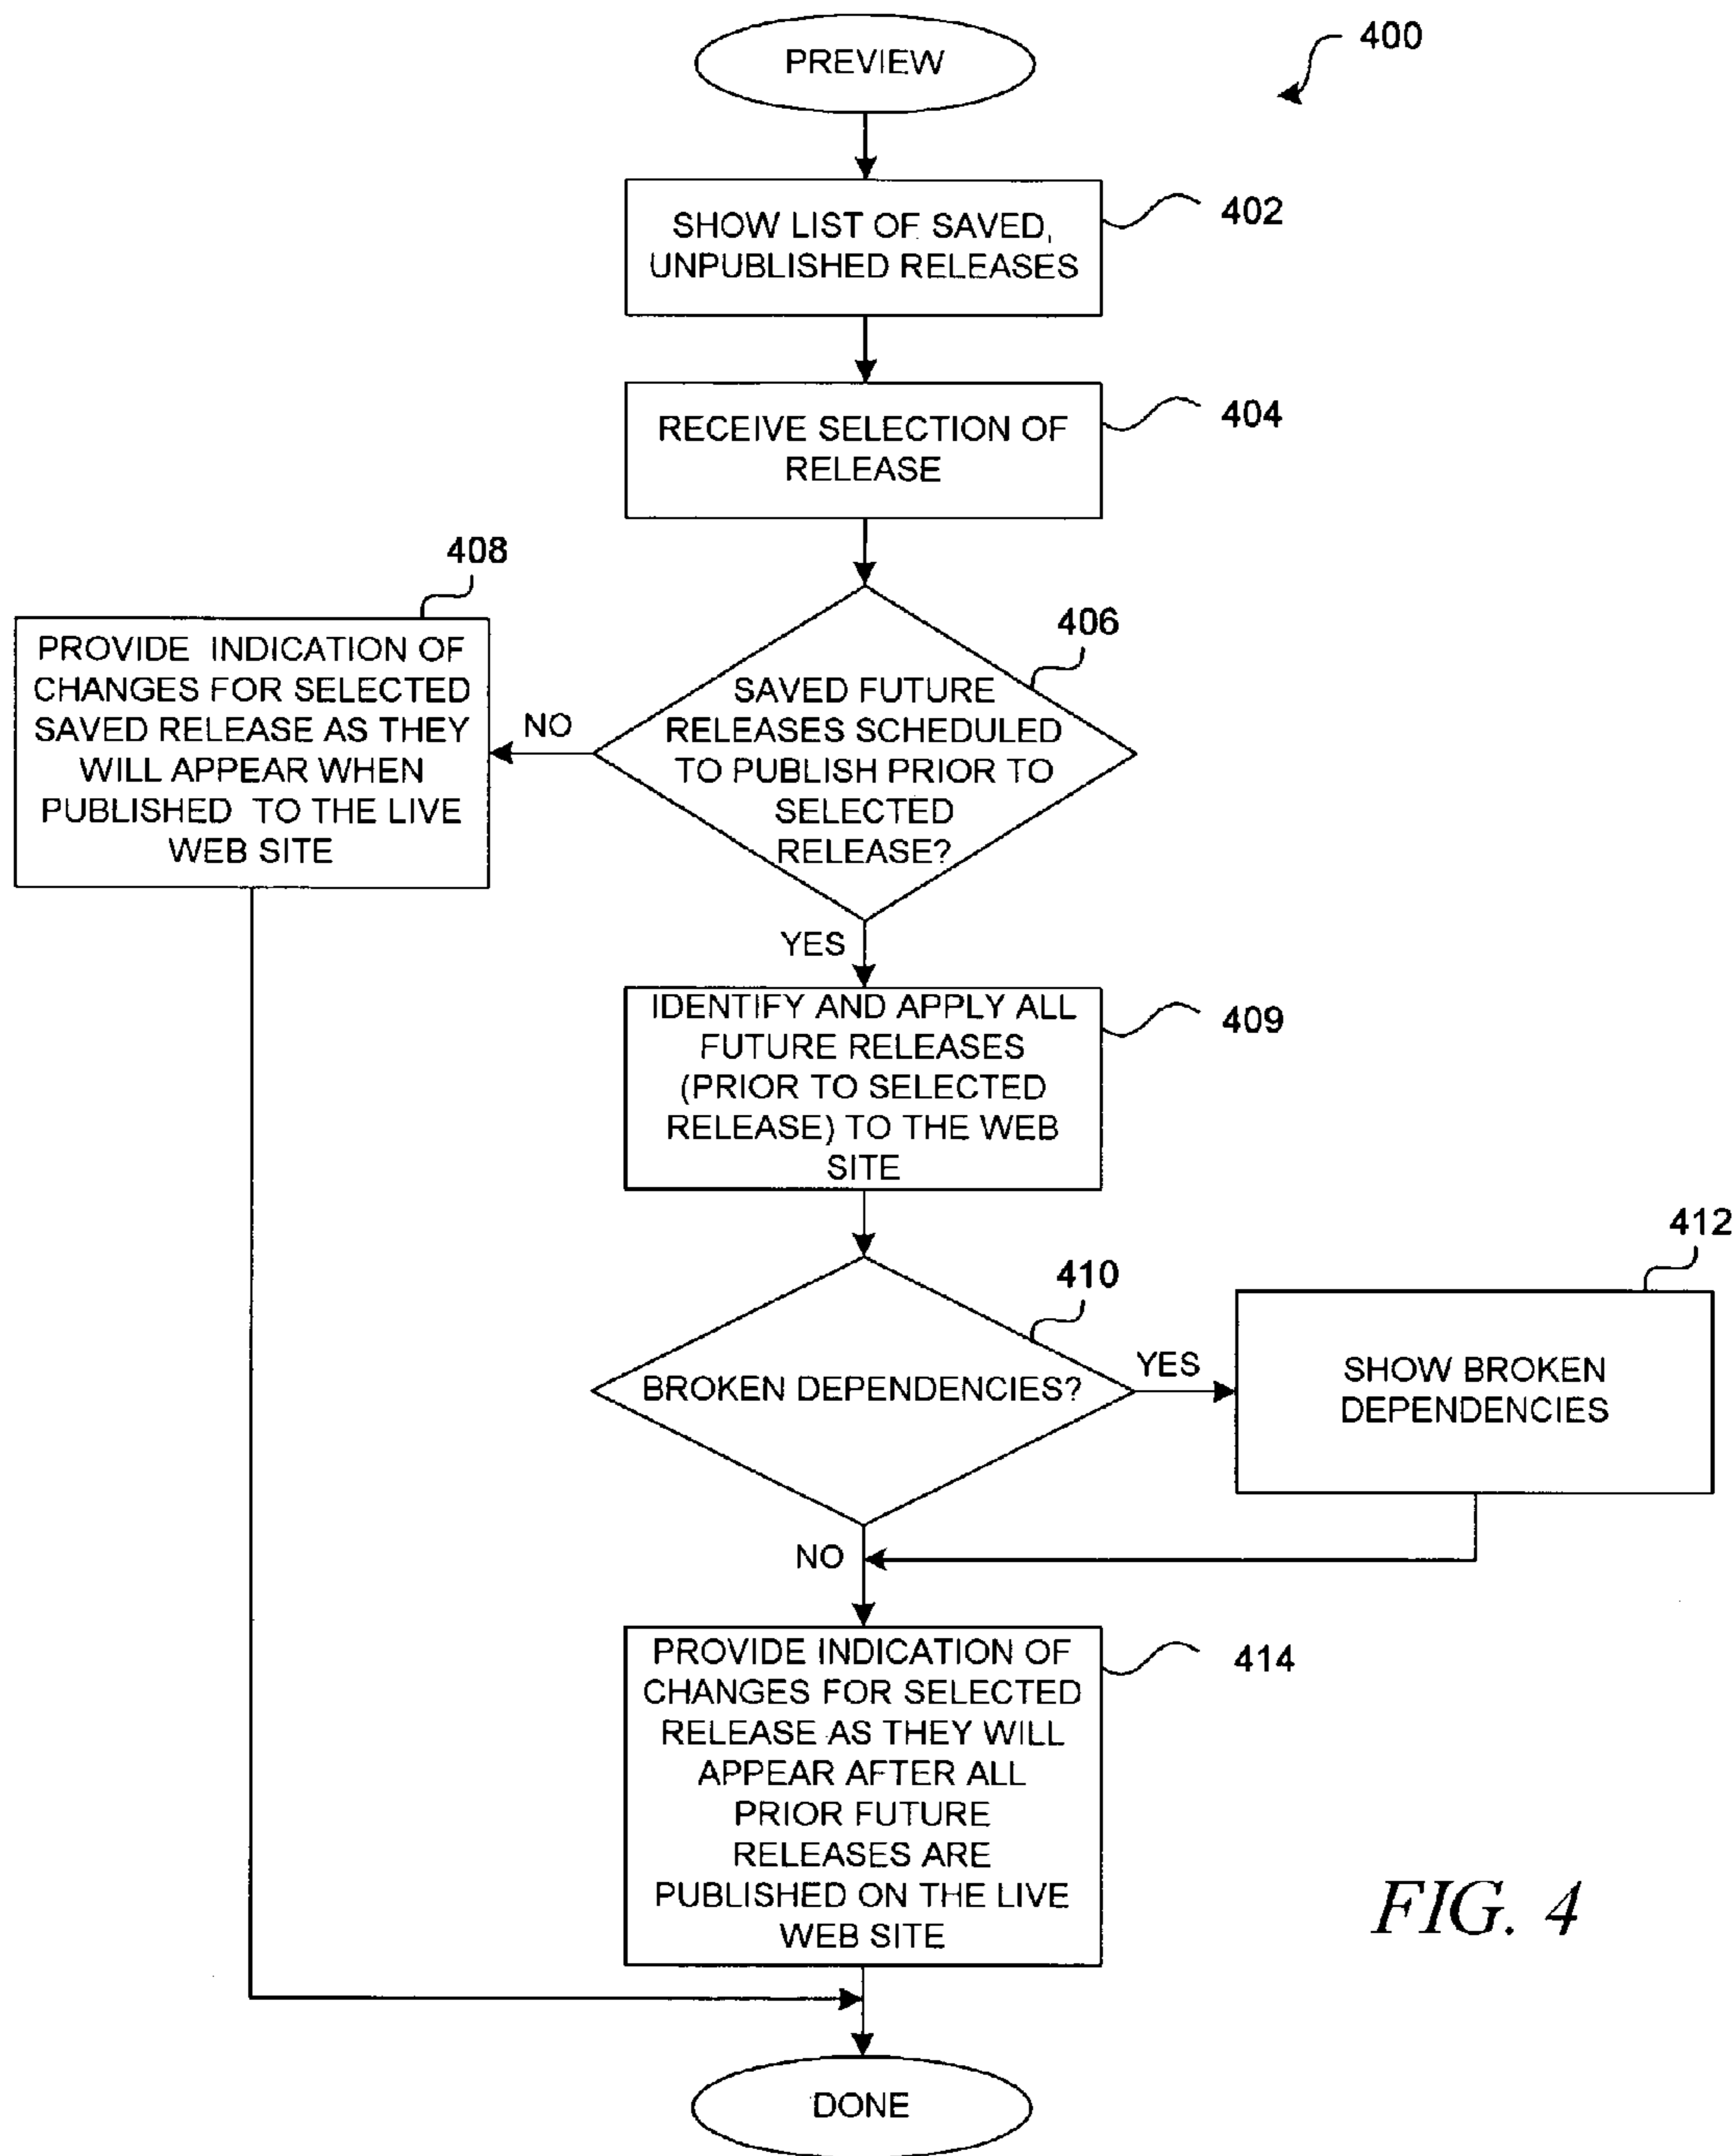 PREVIEW
400
SHOW LIST OF SAVED,
UNPUBLISHED RELEASES
402
RECEIVE SELECTION OF
RELEASE
404
408
PROVIDE INDICATION OF
CHANGES FOR SELECTED
SAVED RELEASE AS THEY
WILL APPEAR WHEN
PUBLISHED TO THE LIVE
WEB SITE
NO
406
SAVED FUTURE
RELEASES SCHEDULED
TO PUBLISH PRIOR TO
SELECTED
RELEASE?
YES
IDENTIFY AND APPLY ALL
FUTURE RELEASES
(PRIOR TO SELECTED
RELEASE) TO THE WEB
SITE
409
410
BROKEN DEPENDENCIES?
YES
412
SHOW BROKEN
DEPENDENCIES
NO
PROVIDE INDICATION OF
CHANGES FOR SELECTED
RELEASE AS THEY WILL
APPEAR AFTER ALL
PRIOR FUTURE
RELEASES ARE
PUBLISHED ON THE LIVE
WEB SITE
414
FIG. 4
DONE